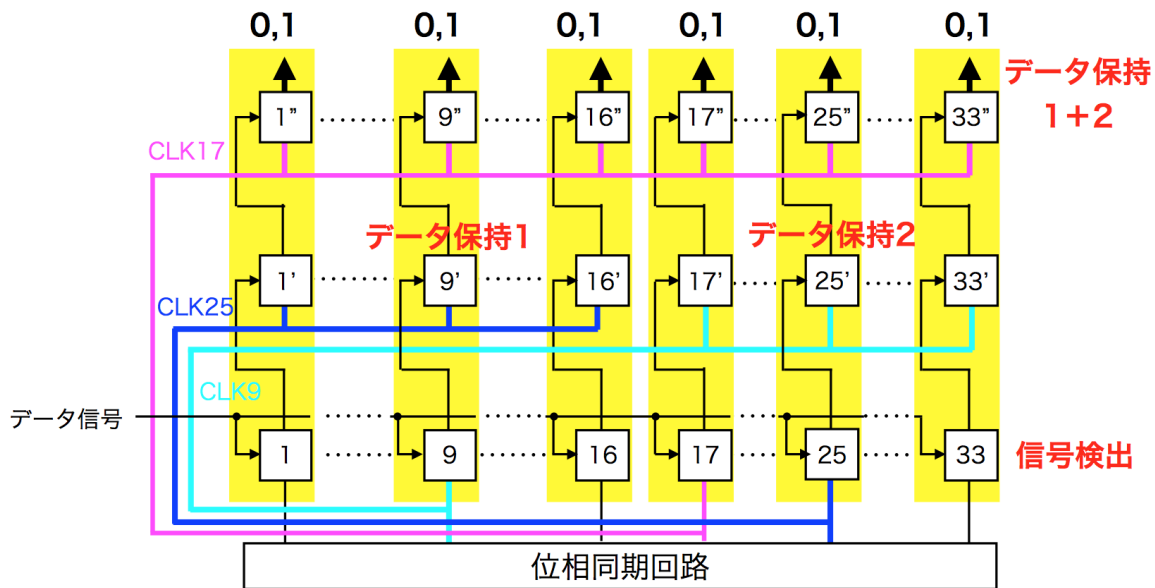 0,1 0,1 0,1 0,1 0,1 0,1
データ保持
1+2
1” 9” 16” 17” 25” 33”
CLK17
データ保持1 データ保持2
1’ 9’ 16’ 17’ 25’ 33’
CLK25
CLK9
データ信号
1 9 16 17 25 33 信号検出
位相同期回路